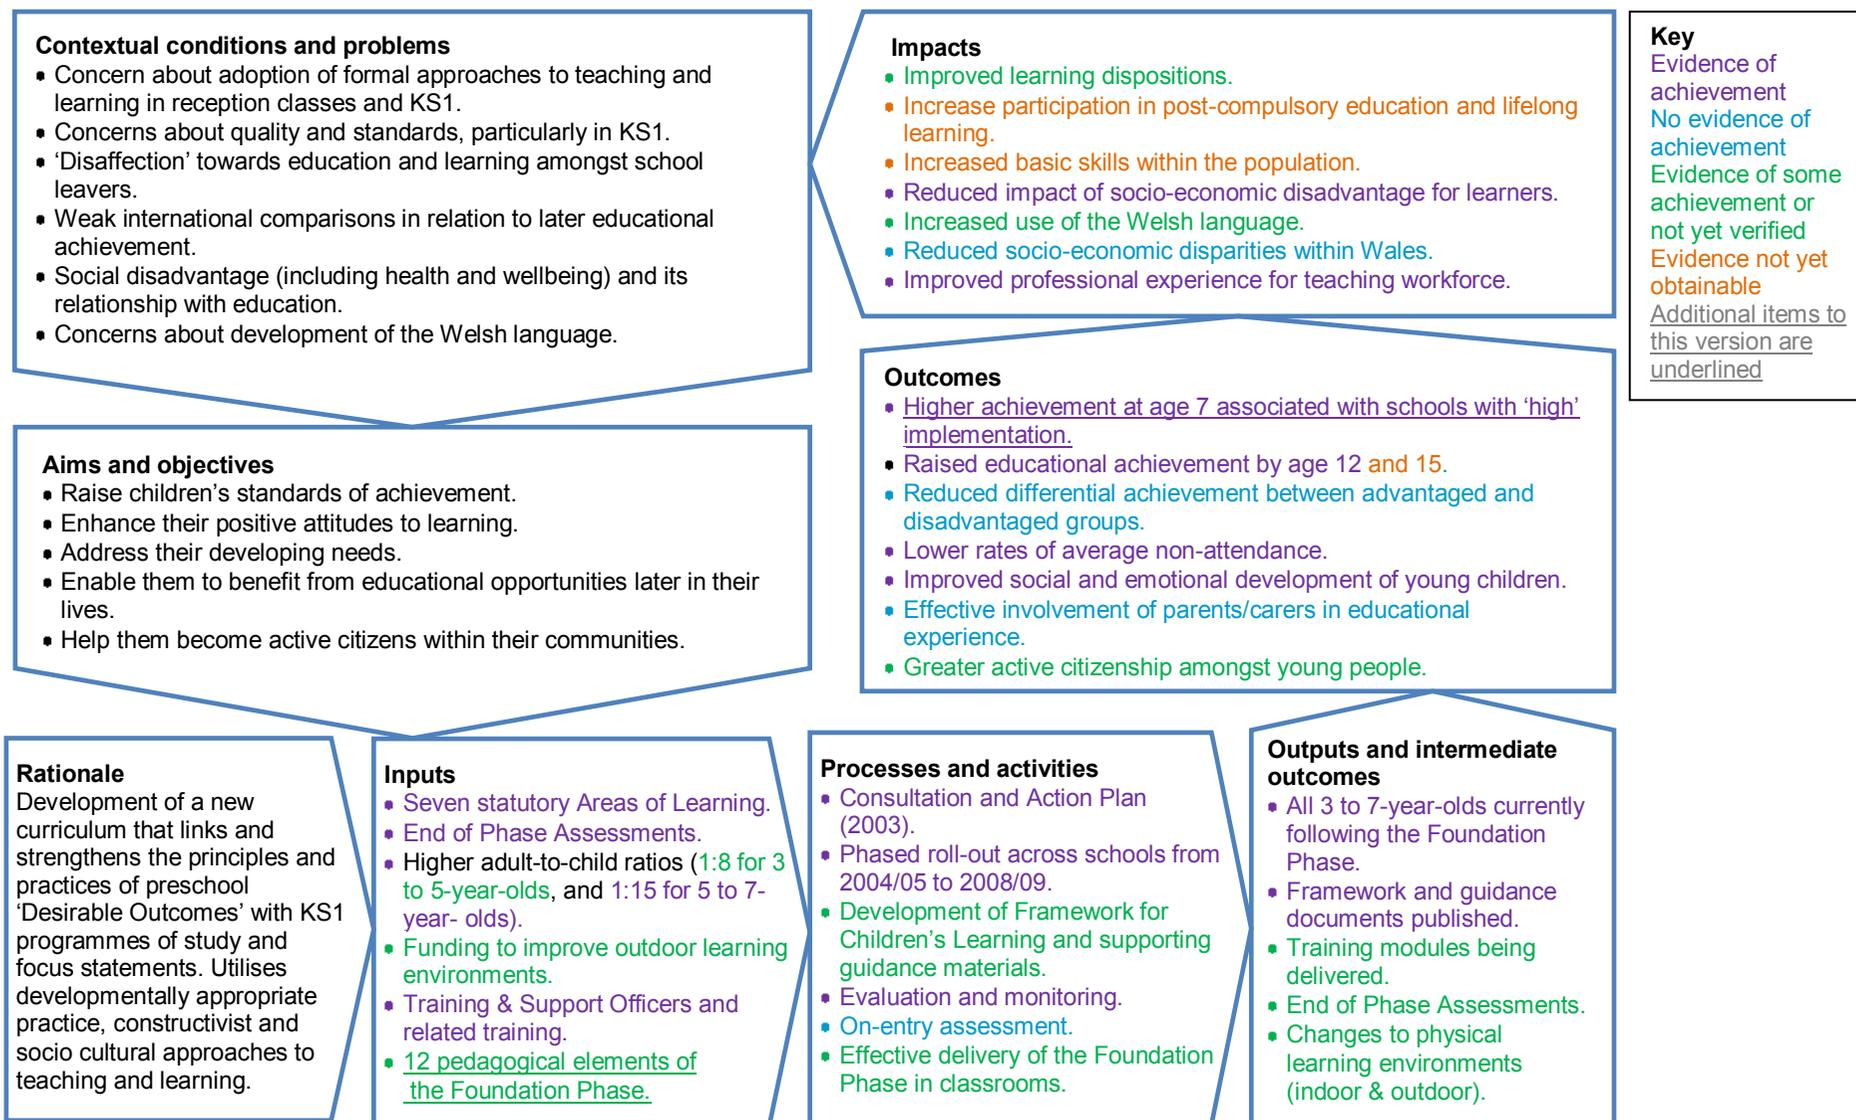 Contextual conditions and problems
• Concern about adoption of formal approaches to teaching and
learning in reception classes and KS1.
• Concerns about quality and standards, particularly in KS1.
• ‘Disaffection’ towards education and learning amongst school
leavers.
• Weak international comparisons in relation to later educational
achievement.
• Social disadvantage (including health and wellbeing) and its
relationship with education.
• Concerns about development of the Welsh language.
Impacts
• Improved learning dispositions.
• Increase participation in post-compulsory education and lifelong
learning.
• Increased basic skills within the population.
• Reduced impact of socio-economic disadvantage for learners.
• Increased use of the Welsh language.
• Reduced socio-economic disparities within Wales.
• Improved professional experience for teaching workforce.
Key
Evidence of
achievement
No evidence of
achievement
Evidence of some
achievement or
not yet verified
Evidence not yet
obtainable
Additional items to
this version are
underlined
Aims and objectives
• Raise children’s standards of achievement.
• Enhance their positive attitudes to learning.
• Address their developing needs.
• Enable them to benefit from educational opportunities later in their
lives.
• Help them become active citizens within their communities.
Outcomes
• Higher achievement at age 7 associated with schools with ‘high’
implementation.
• Raised educational achievement by age 12 and 15.
• Reduced differential achievement between advantaged and
disadvantaged groups.
• Lower rates of average non-attendance.
• Improved social and emotional development of young children.
• Effective involvement of parents/carers in educational
experience.
• Greater active citizenship amongst young people.
Rationale
Development of a new
curriculum that links and
strengthens the principles and
practices of preschool
‘Desirable Outcomes’ with KS1
programmes of study and
focus statements. Utilises
developmentally appropriate
practice, constructivist and
socio cultural approaches to
teaching and learning.
Inputs
• Seven statutory Areas of Learning.
• End of Phase Assessments.
• Higher adult-to-child ratios (1:8 for 3
to 5-year-olds, and 1:15 for 5 to 7-
year- olds).
• Funding to improve outdoor learning
environments.
• Training & Support Officers and
related training.
• 12 pedagogical elements of
the Foundation Phase.
Processes and activities
• Consultation and Action Plan
(2003).
• Phased roll-out across schools from
2004/05 to 2008/09.
• Development of Framework for
Children’s Learning and supporting
guidance materials.
• Evaluation and monitoring.
• On-entry assessment.
• Effective delivery of the Foundation
Phase in classrooms.
Outputs and intermediate
outcomes
• All 3 to 7-year-olds currently
following the Foundation
Phase.
• Framework and guidance
documents published.
• Training modules being
delivered.
• End of Phase Assessments.
• Changes to physical
learning environments
(indoor & outdoor).